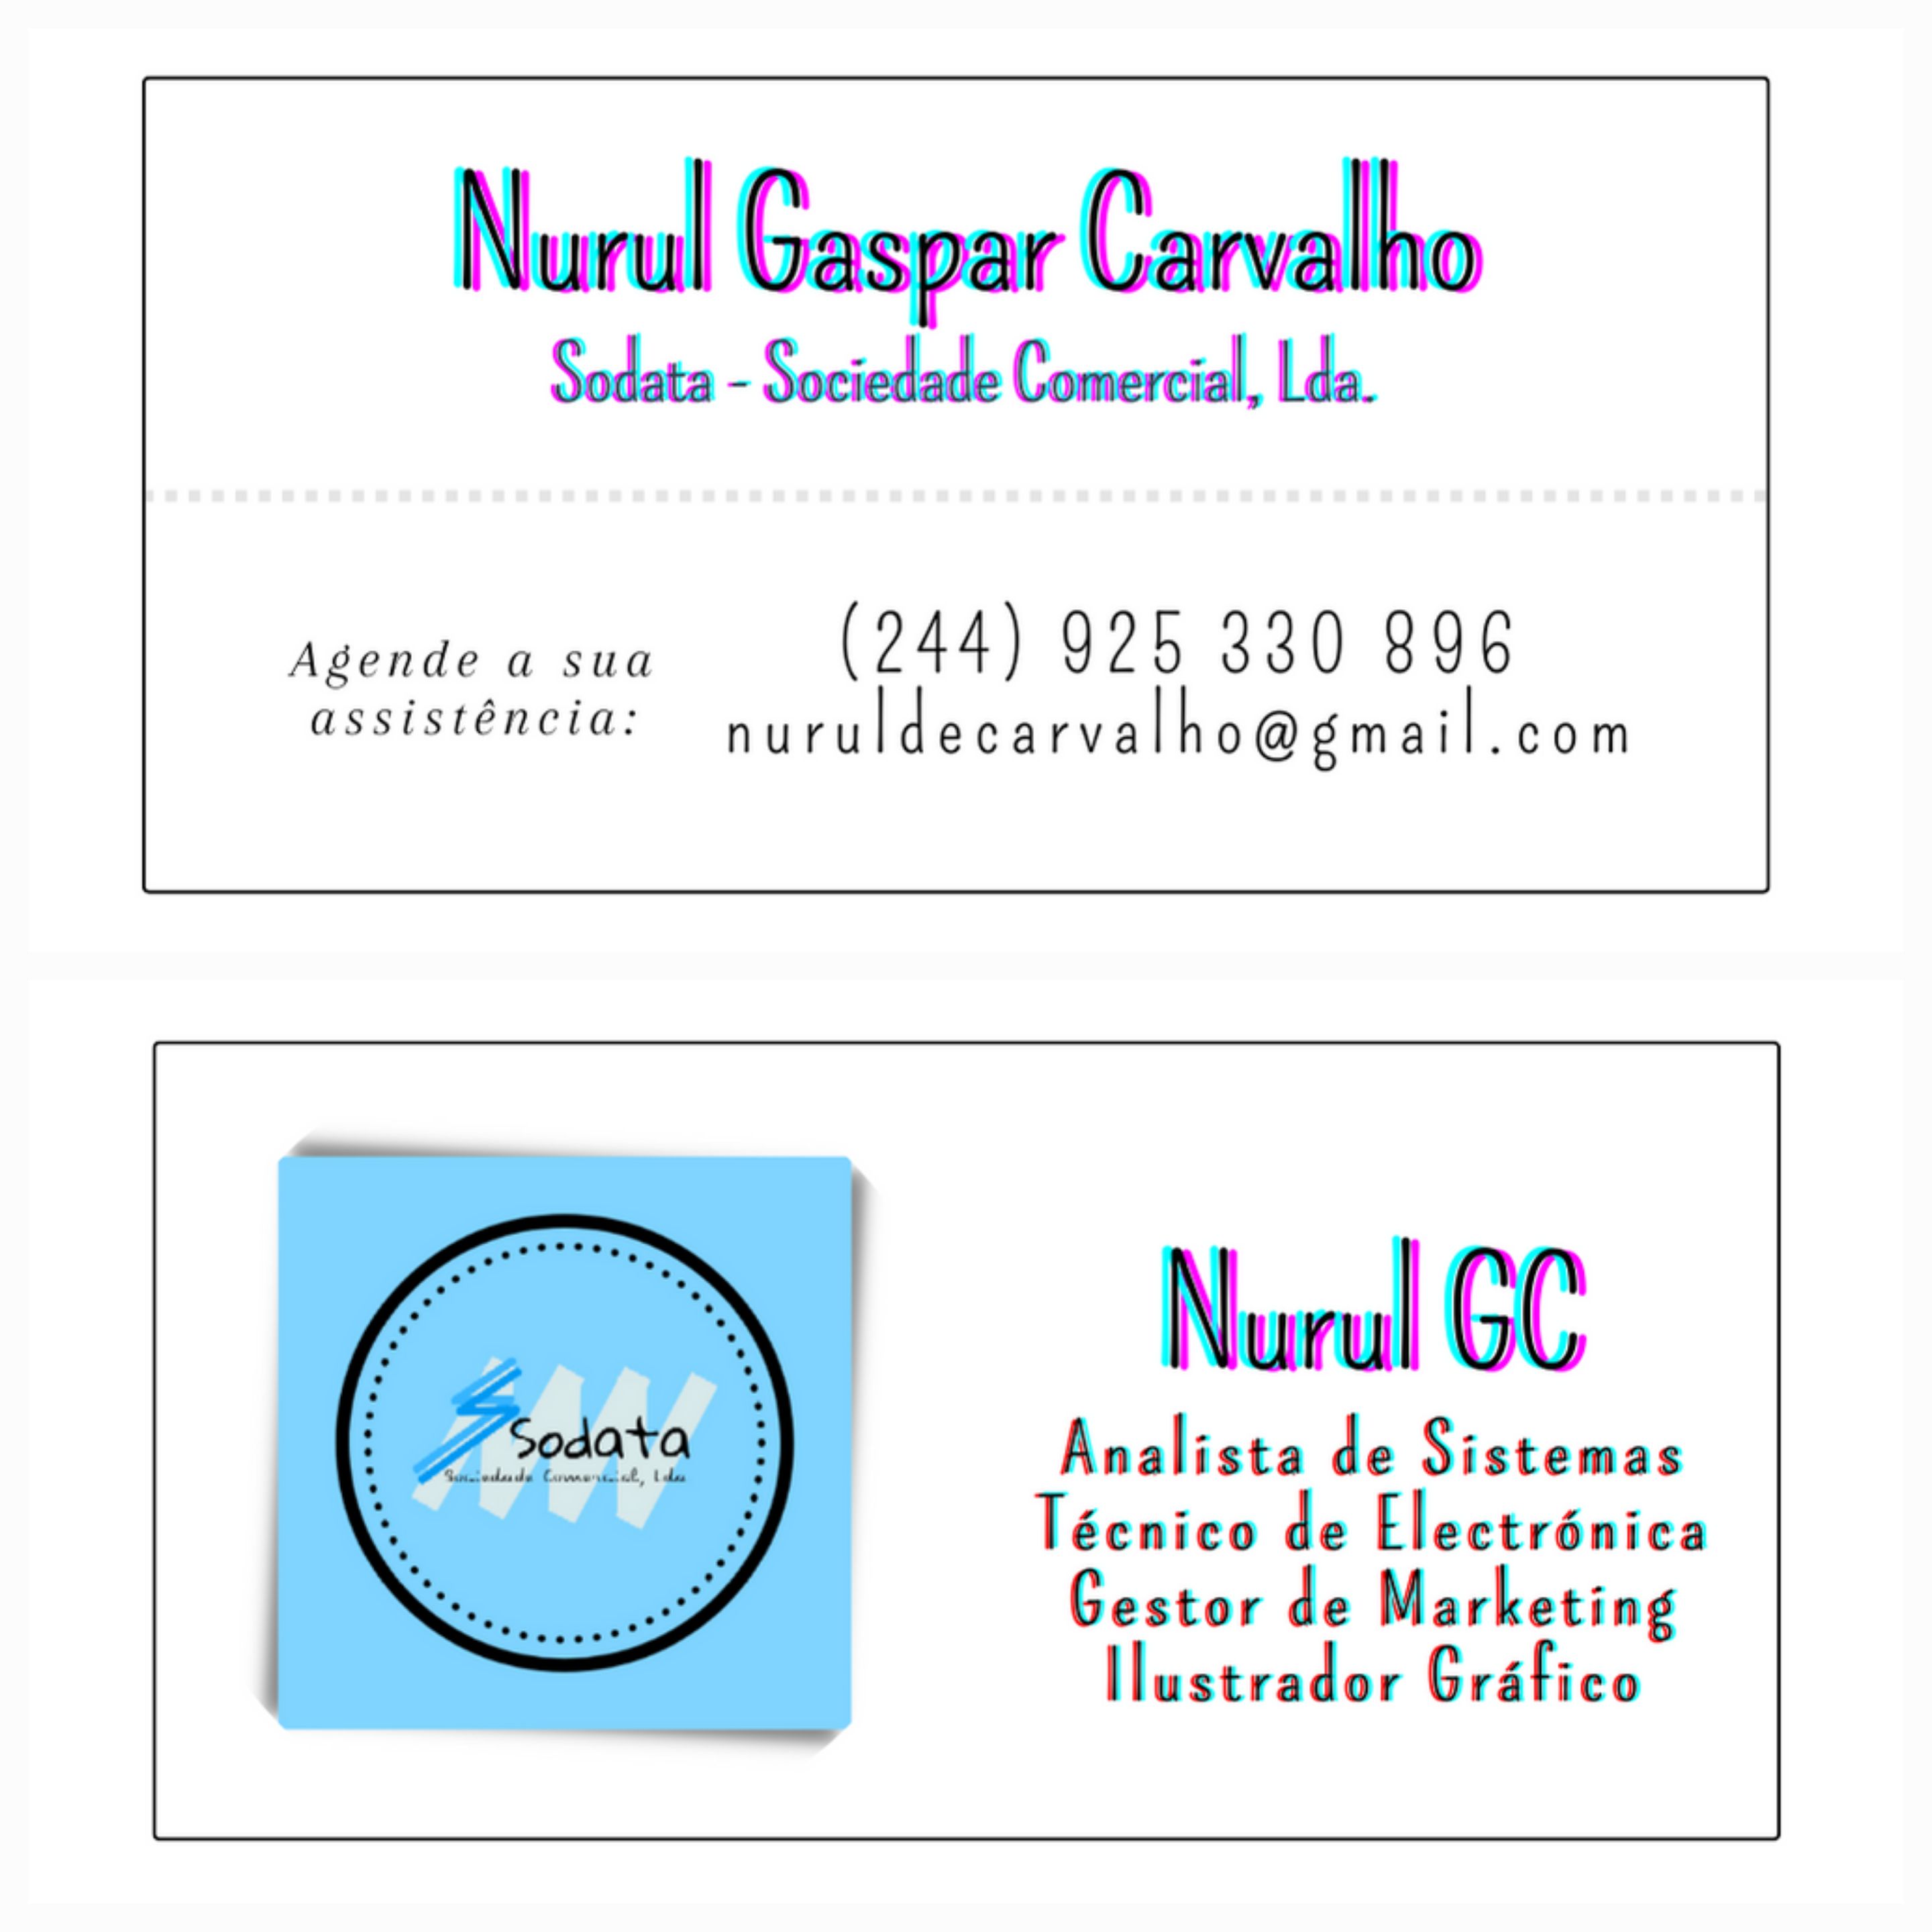 Nurul Gaspar Carvalho
Sodata - Sociedade Comercial, Lda.
Agende a sua
assistência:
(244) 925 330 896
nuruldecarvalho@gmail.com
Sodata
Sociedade Comercial, Lda
Nurul GC
Analista de Sistemas
Técnico de Electrónica
Gestor de Marketing
Ilustrador Gráfico